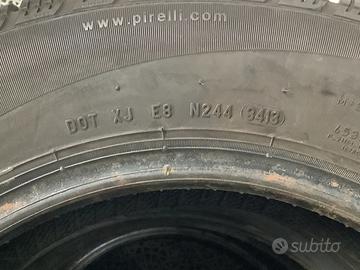 www.pirelli.com
DOT XJ E8 N244 (3413)
subito